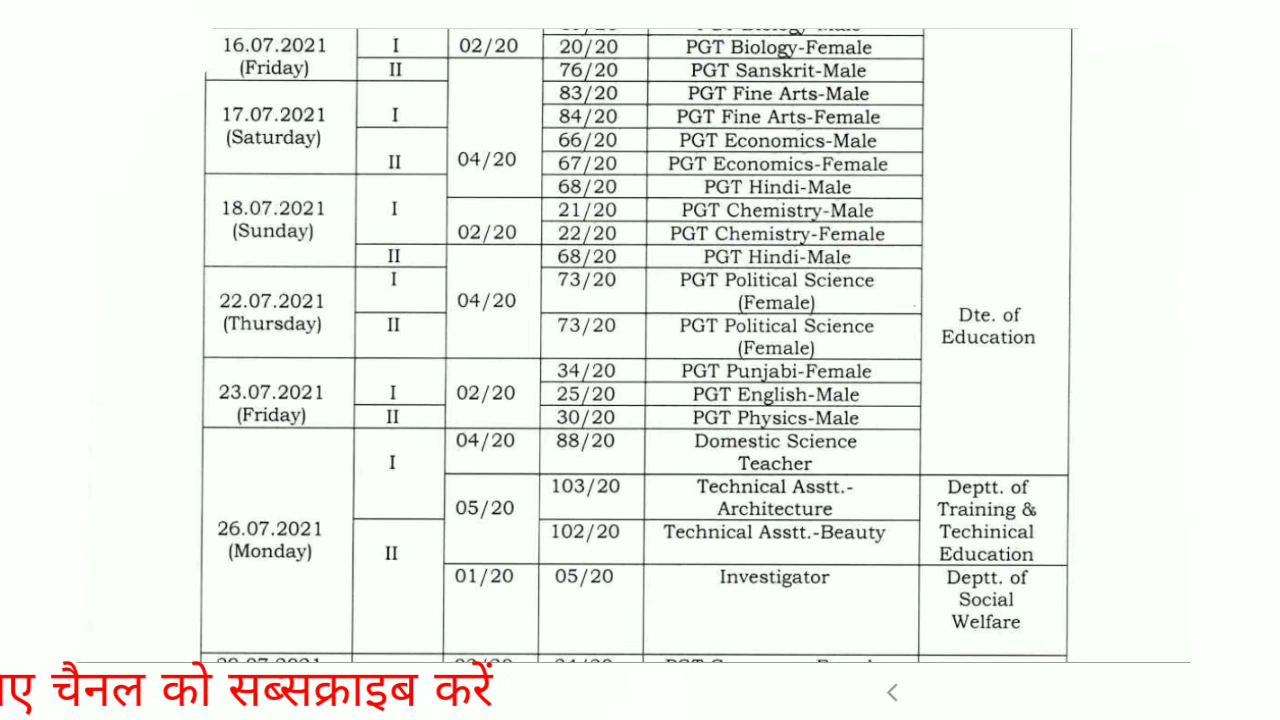 16.07.2021 I 02/20 20/20 PGT Biology-Female
(Friday) II 76/20 PGT Sanskrit-Male
83/20 PGT Fine Arts-Male
17.07.2021 I 84/20 PGT Fine Arts-Female
(Saturday) 66/20 PGT Economics-Male
II 04/20 67/20 PGT Economics-Female
68/20 PGT Hindi-Male
18.07.2021 I 21/20 PGT Chemistry-Male
(Sunday) 02/20 22/20 PGT Chemistry-Female
II 68/20 PGT Hindi-Male
I 73/20 PGT Political Science
22.07.2021 04/20 (Female)
(Thursday) II 73/20 PGT Political Science Dte. of
(Female) Education
34/20 PGT Punjabi-Female
23.07.2021 I 02/20 25/20 PGT English-Male
(Friday) II 30/20 PGT Physics-Male
04/20 88/20 Domestic Science
I Teacher
103/20 Technical Asstt.- Deptt. of
05/20 Architecture Training &
26.07.2021 102/20 Technical Asstt.-Beauty Techinical
(Monday) II Education
01/20 05/20 Investigator Deptt. of
Social
Welfare
चैनल को सब्सक्राइब करें